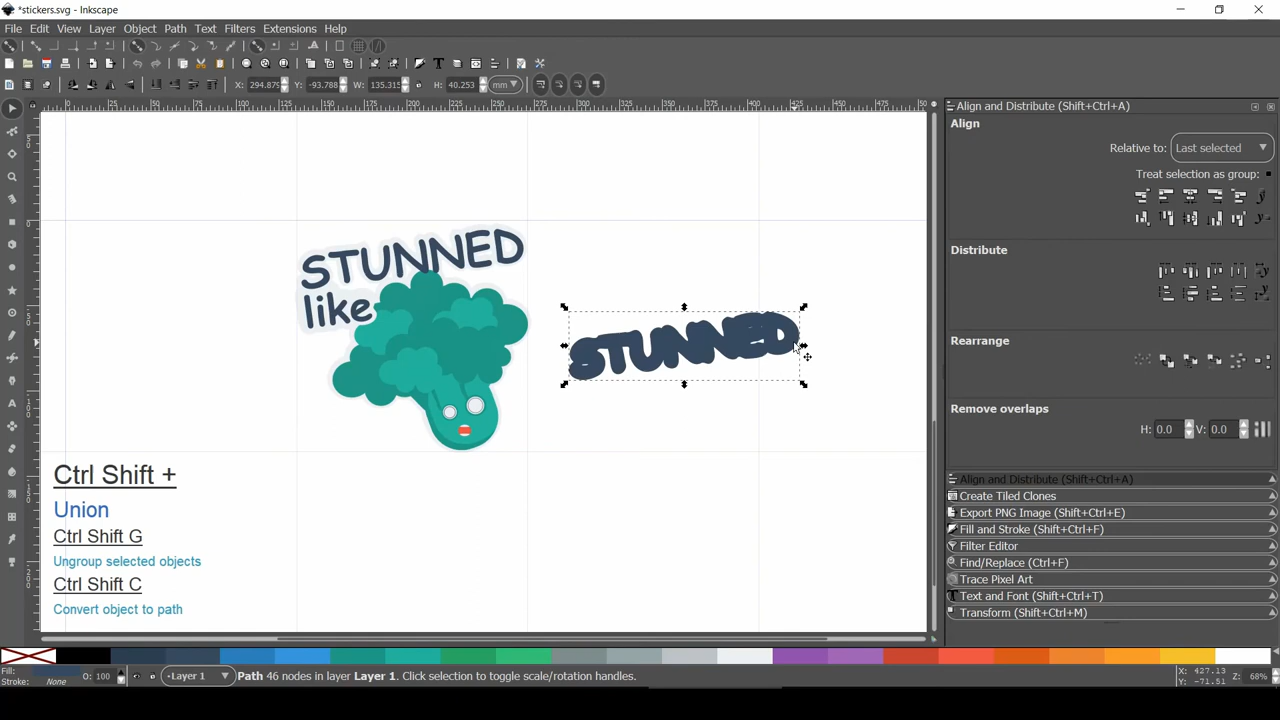 *stickers.svg - Inkscape
File Edit View Layer Object Path Text Filters Extensions Help
X: 294.879 Y: -93.788 W: 135.315 H: 40.253 mm
Align and Distribute (Shift+Ctrl+A)
Align
Relative to: Last selected
Treat selection as group:
Distribute
Rearrange
Remove overlaps
H: 0.0 V: 0.0
STUNNED
like
STUNNED
Ctrl Shift +
Union
Ctrl Shift G
Ungroup selected objects
Ctrl Shift C
Convert object to path
Align and Distribute (Shift+Ctrl+A)
Create Tiled Clones
Export PNG Image (Shift+Ctrl+E)
Fill and Stroke (Shift+Ctrl+F)
Filter Editor
Find/Replace (Ctrl+F)
Trace Pixel Art
Text and Font (Shift+Ctrl+T)
Transform (Shift+Ctrl+M)
Fill:
Stroke: None
O: 100
Layer 1
Path 46 nodes in layer Layer 1. Click selection to toggle scale/rotation handles.
X: 427.13
Y: -71.51
Z: 68%